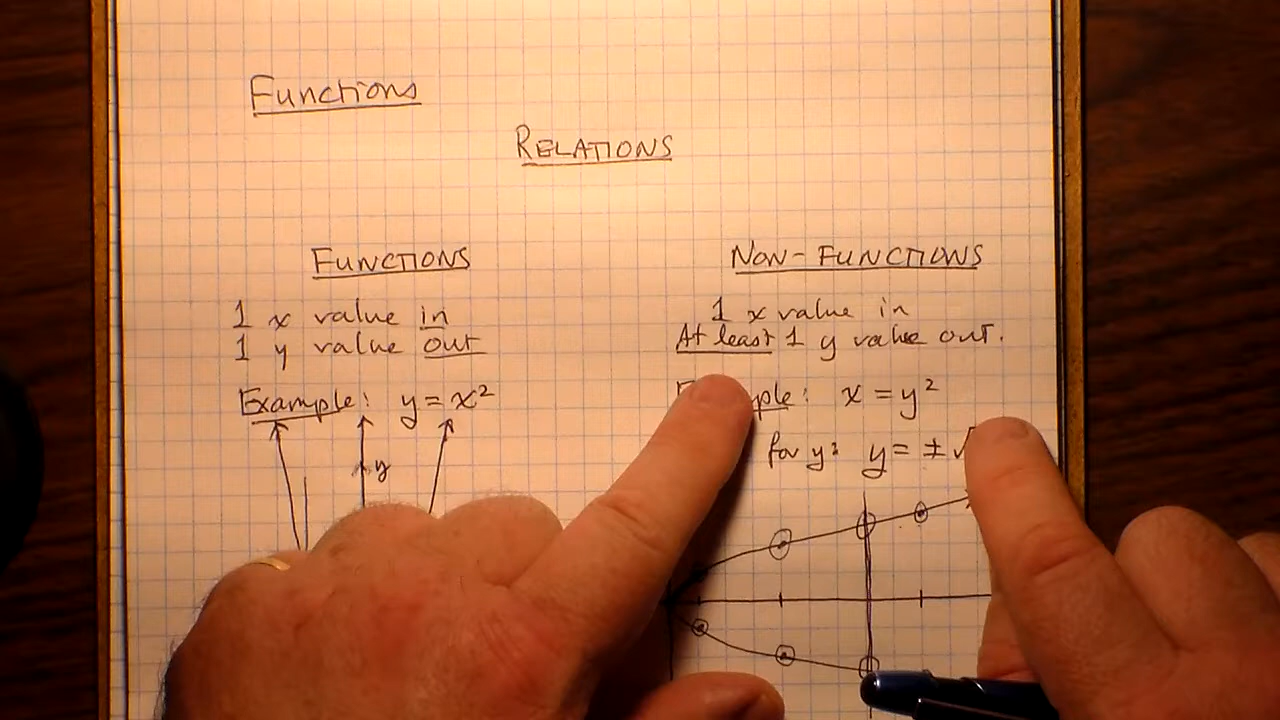 Functions
RELATIONS
FUNCTIONS
1 x value in
1 y value out
Example: y = x²
y
NON-FUNCTIONS
1 x value in
At least 1 y value out.
x = y²
for y² y = ±√